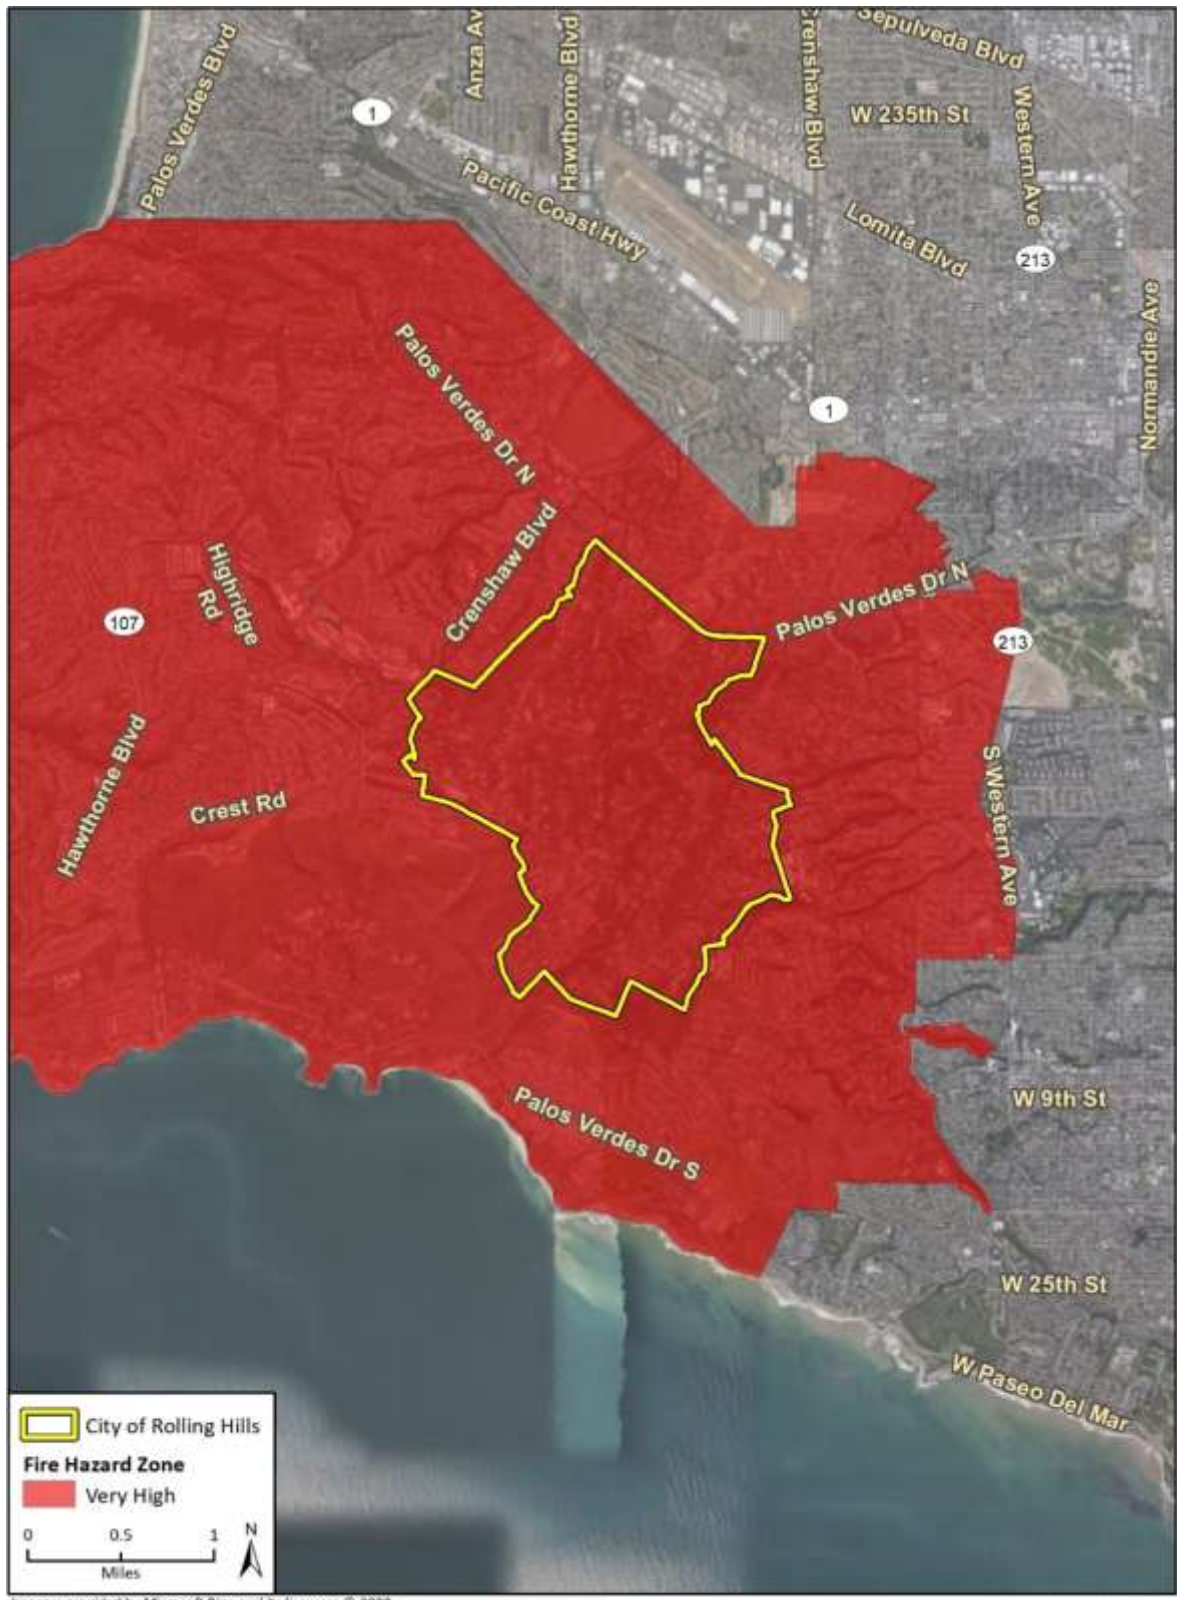 Palos Verdes Blvd
Anza Av
Hawthorne Blvd
Crenshaw Blvd
Sepulveda Blvd
1
W 235th St
Western Ave
Pacific Coast Hwy
Lomita Blvd
213
Normandie Ave
Palos Verdes Dr N
1
Crenshaw Blvd
Highridge
Rd
Palos Verdes Dr N
107
213
Hawthorne Blvd
Crest Rd
S Western Ave
W 9th St
Palos Verdes Dr S
W 25th St
W Paseo Del Mar
City of Rolling Hills
Fire Hazard Zone
Very High
0 0.5 1
Miles
N